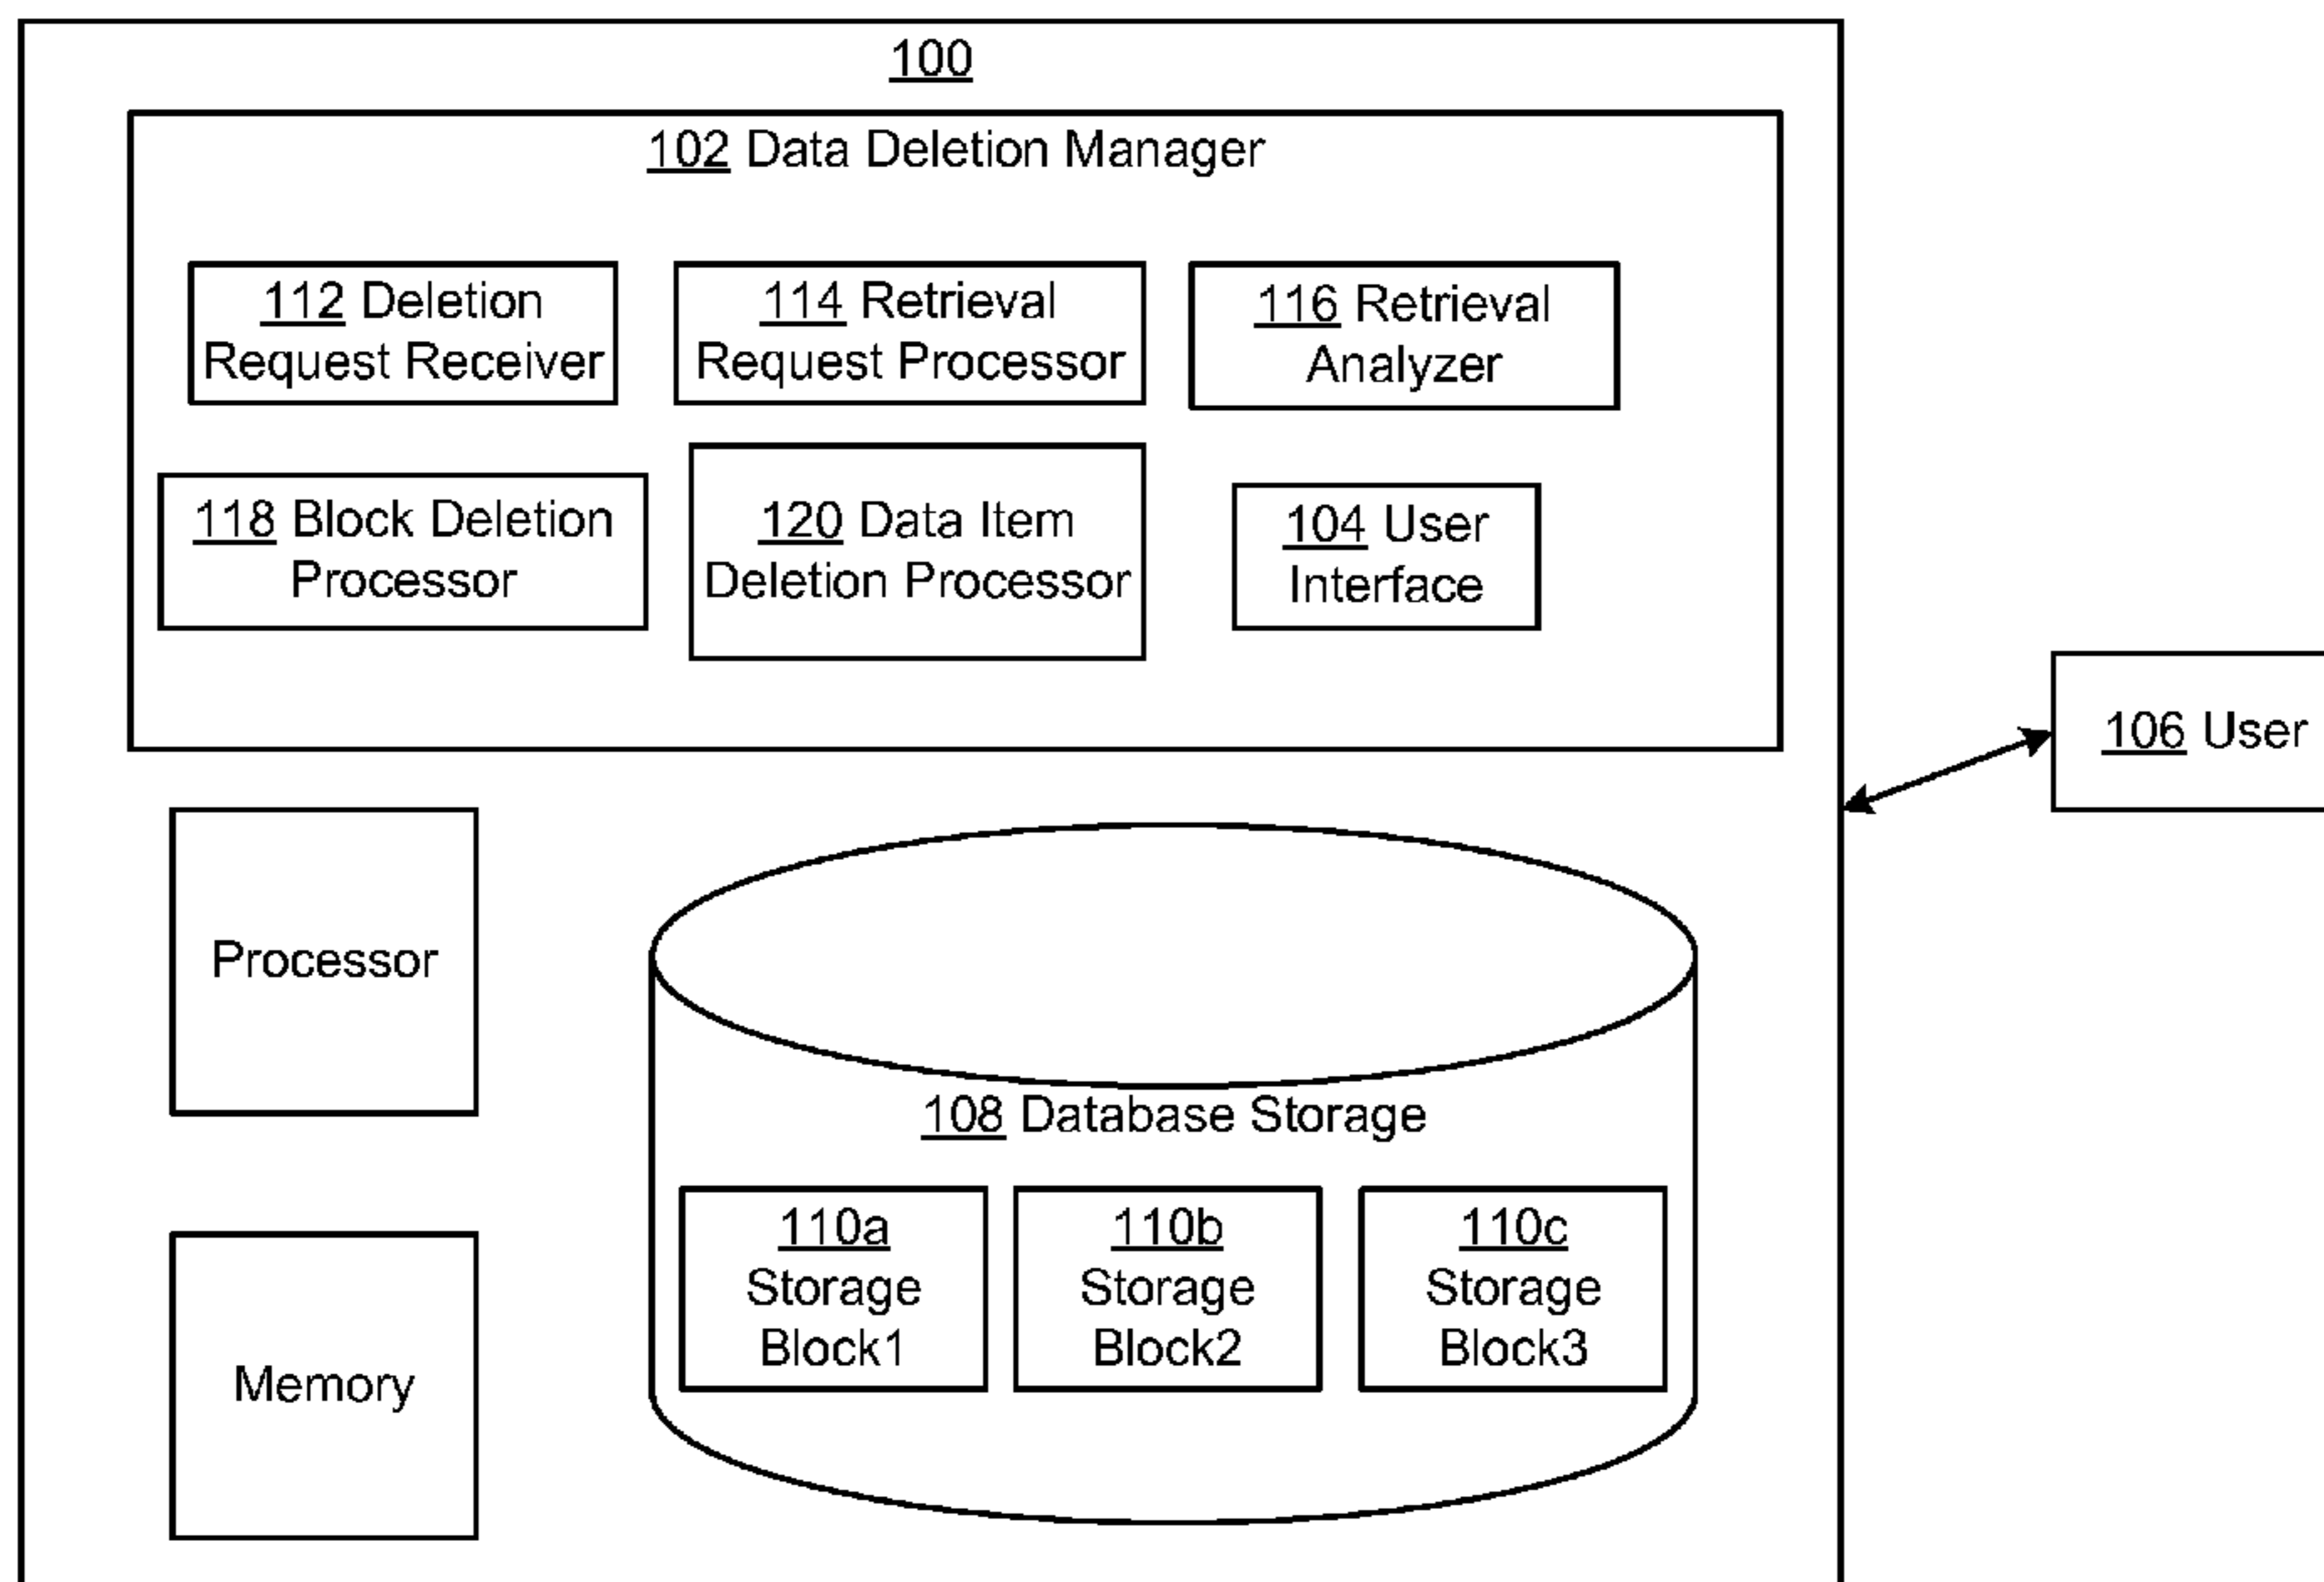 100
102 Data Deletion Manager
112 Deletion
Request Receiver
114 Retrieval
Request Processor
116 Retrieval
Analyzer
118 Block Deletion
Processor
120 Data Item
Deletion Processor
104 User
Interface
106 User
Processor
Memory
108 Database Storage
110a
Storage
Block1
110b
Storage
Block2
110c
Storage
Block3